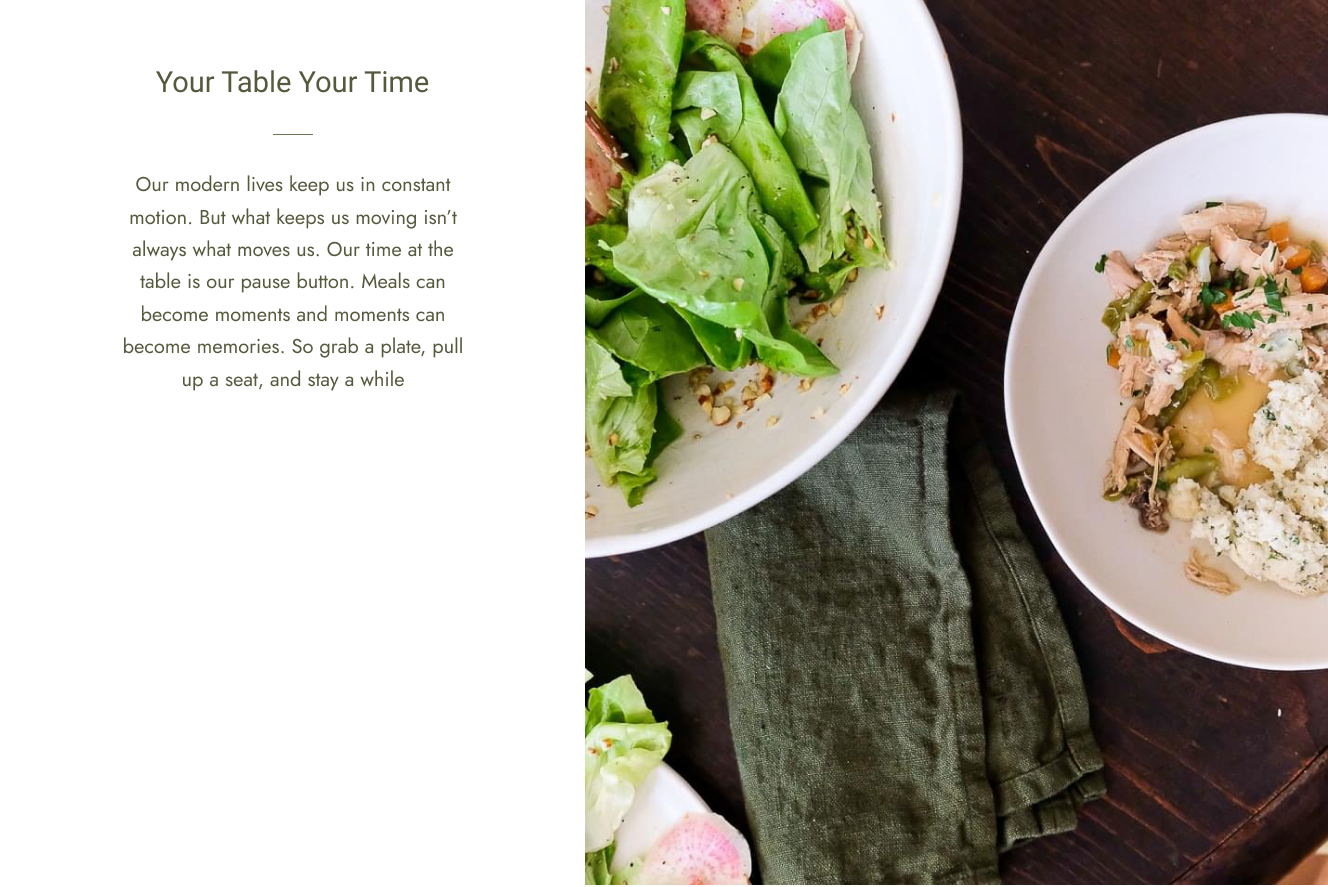 Your Table Your Time
Our modern lives keep us in constant
motion. But what keeps us moving isn’t
always what moves us. Our time at the
table is our pause button. Meals can
become moments and moments can
become memories. So grab a plate, pull
up a seat, and stay a while